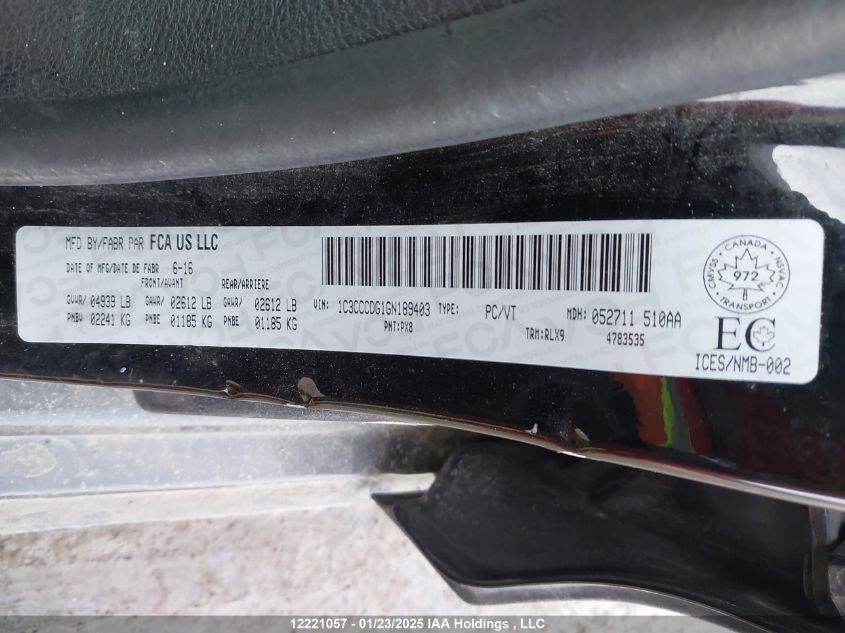 MFD BY/FABR PAR FCA US LLC
DATE OF MFG/DATE DE FABR 6-16
FRONT/AVANT REAR/ARRIERE
GVWR/ 04939 LB GAWR/ 02612 LB GAWR/ 02612 LB
PNBV 02241 KG PNBE 01185 KG PNBE 01185 KG
VIN: 1C3CCCDG1GN189403 TYPE: PC/VT MDH: 052711 510AA
PNT:PX8 TRM:RLX9 4783535
CANADA
CMVSS 972 NSVAC
TRANSPORT
EC
ICES/NMB-002
12221057 - 01/23/2025 IAA Holdings, LLC